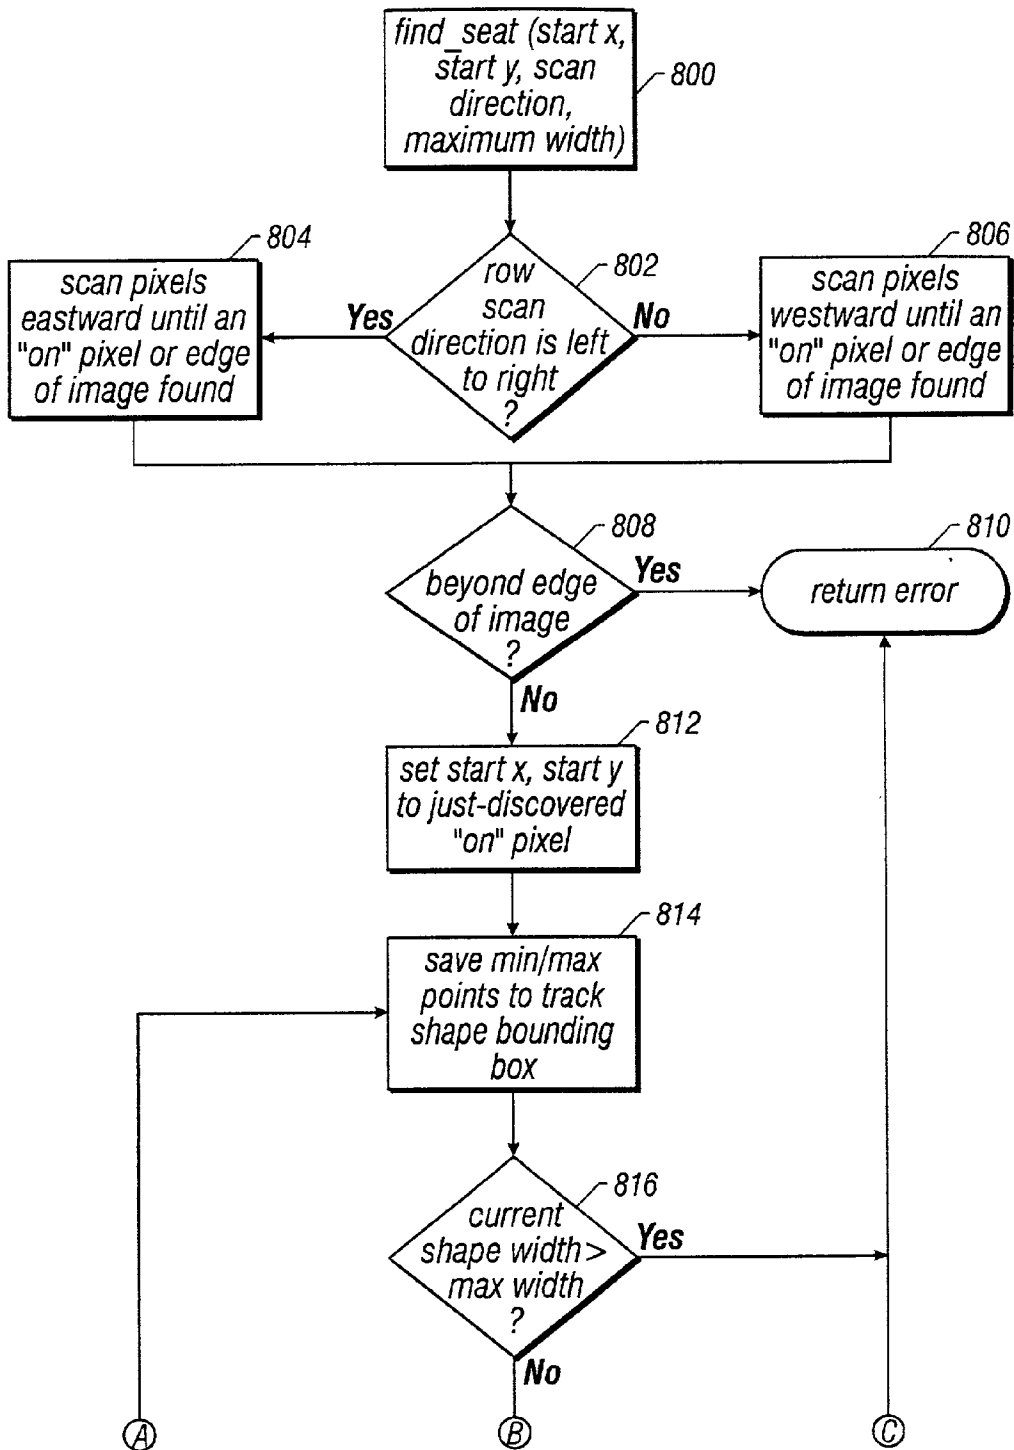 find_seat (start x,
start y, scan
direction,
maximum width)
800
804
802
806
scan pixels
eastward until an
"on" pixel or edge
of image found
Yes
row
scan
direction is left
to right
?
No
scan pixels
westward until an
"on" pixel or edge
of image found
808
810
beyond edge
of image
?
Yes
return error
No
812
set start x, start y
to just-discovered
"on" pixel
814
save min/max
points to track
shape bounding
box
816
current
shape width >
max width
?
Yes
No
A
B
C